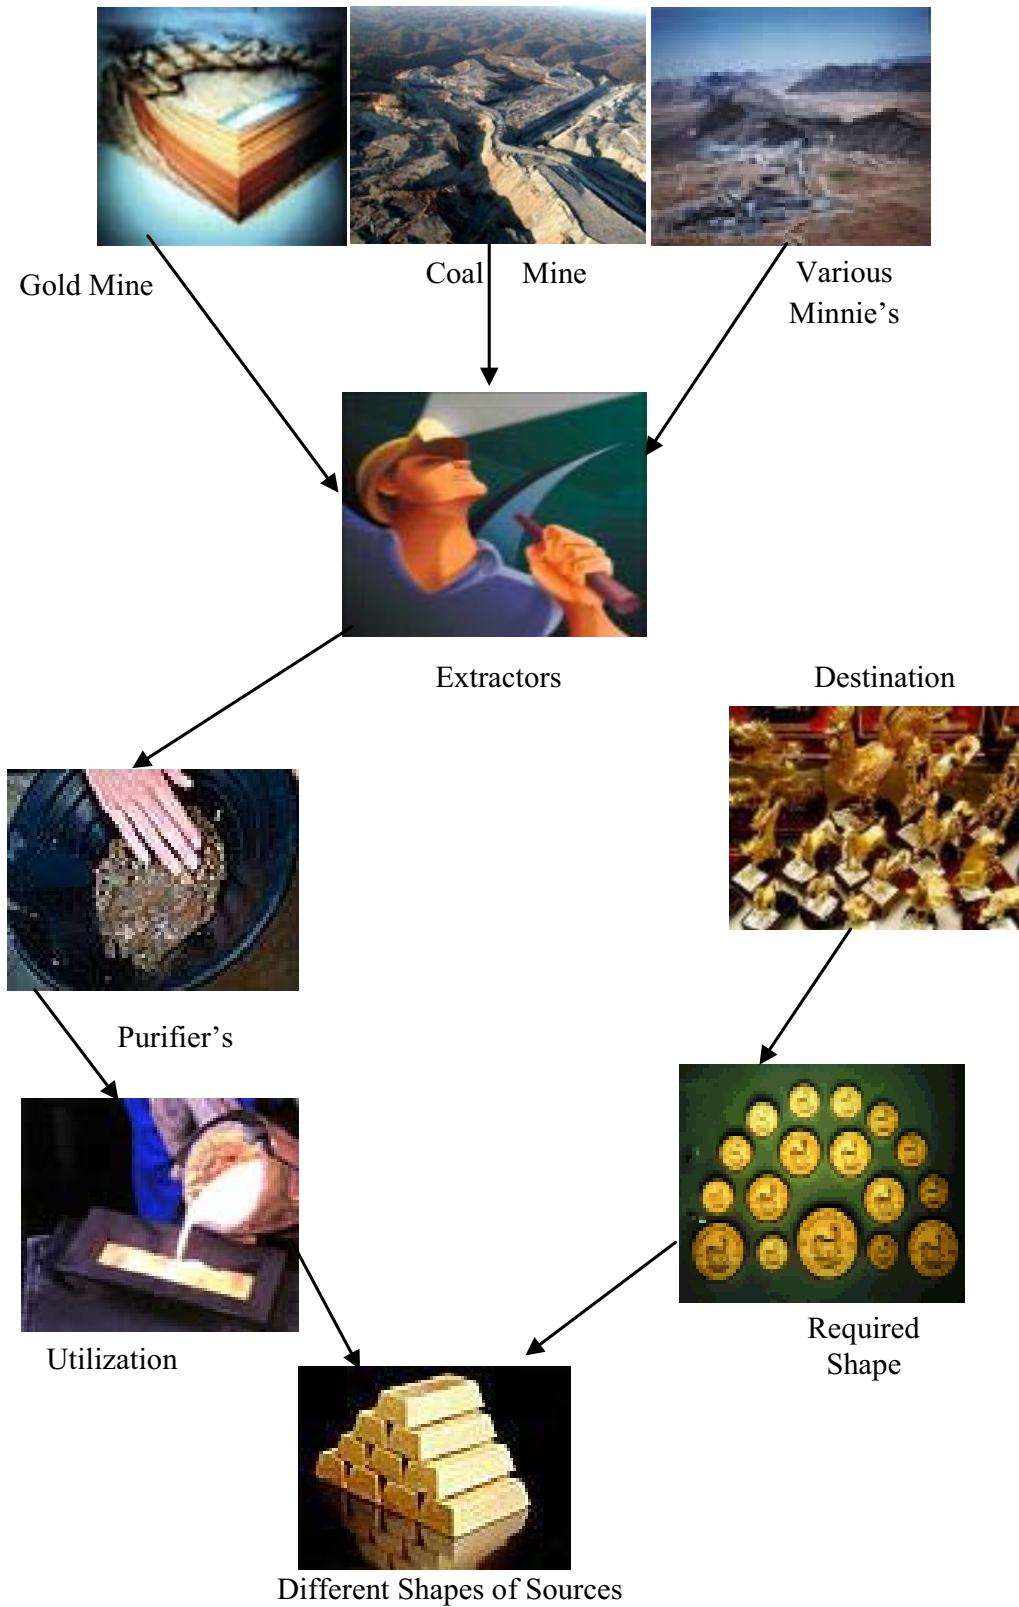 Gold Mine
Coal Mine
Various
Minnie’s
Extractors
Destination
Purifier’s
Utilization
Required
Shape
Different Shapes of Sources